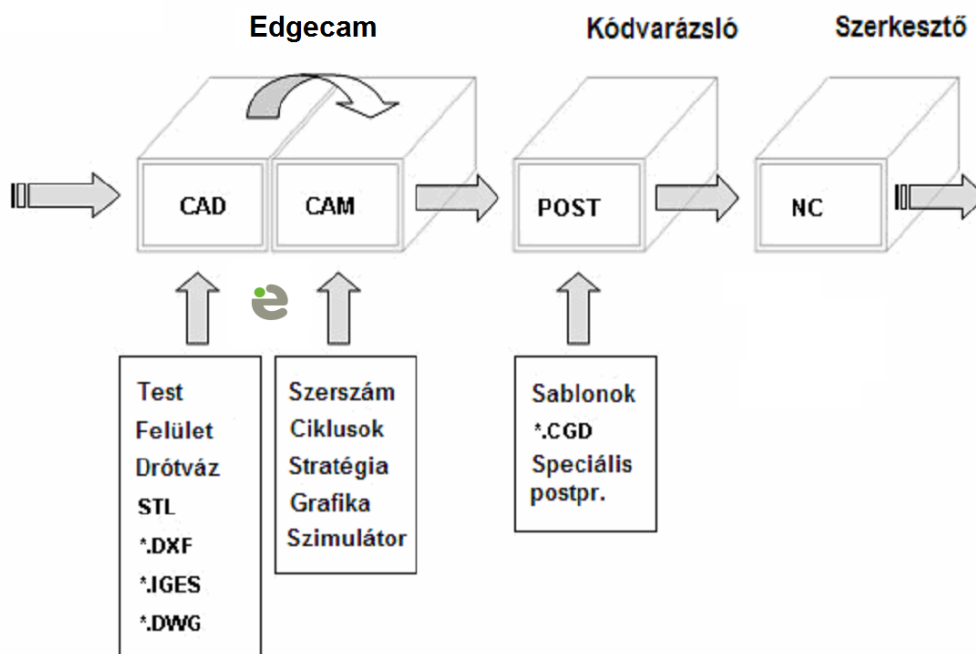 Edgecam
Kódvarázsló
Szerkesztő
CAD
CAM
POST
NC
Test
Felület
Drótváz
STL
*.DXF
*.IGES
*.DWG
Szerszám
Ciklusok
Stratégia
Grafika
Szimulátor
Sablonok
*.CGD
Speciális
postpr.